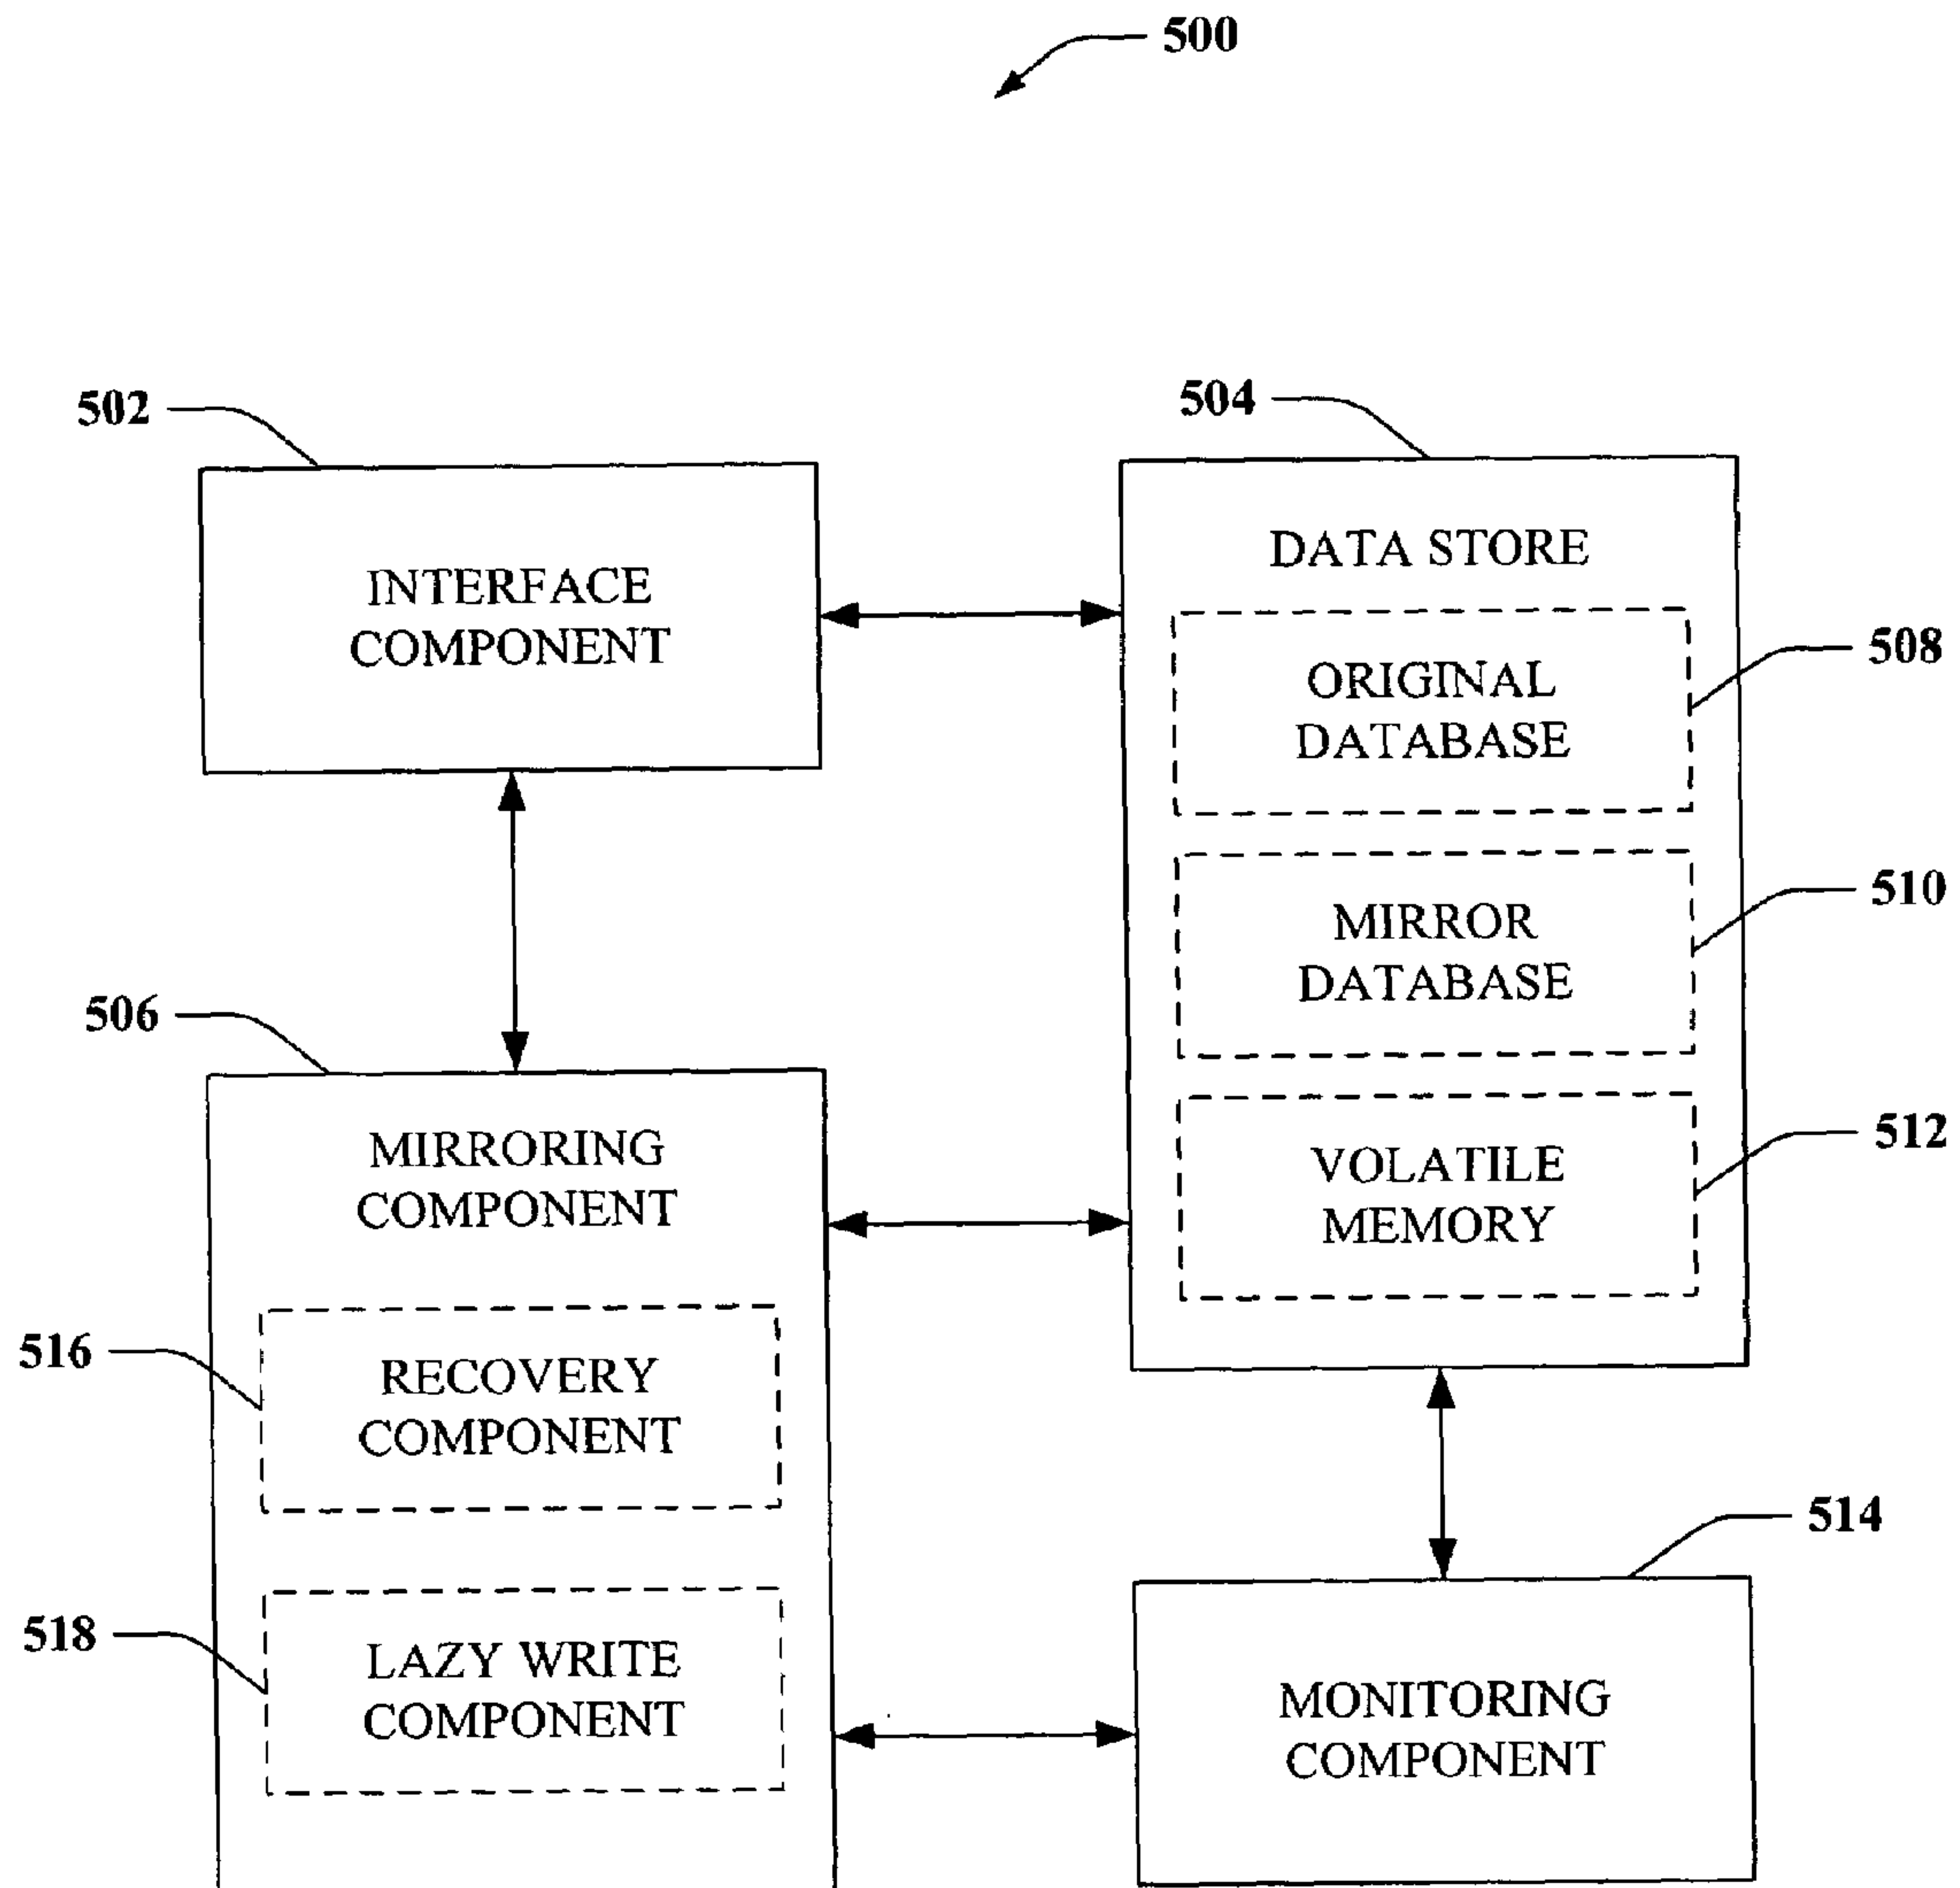 500
502
504
INTERFACE
COMPONENT
DATA STORE
ORIGINAL
DATABASE
508
MIRROR
DATABASE
510
VOLATILE
MEMORY
512
506
MIRRORING
COMPONENT
516
RECOVERY
COMPONENT
518
LAZY WRITE
COMPONENT
514
MONITORING
COMPONENT